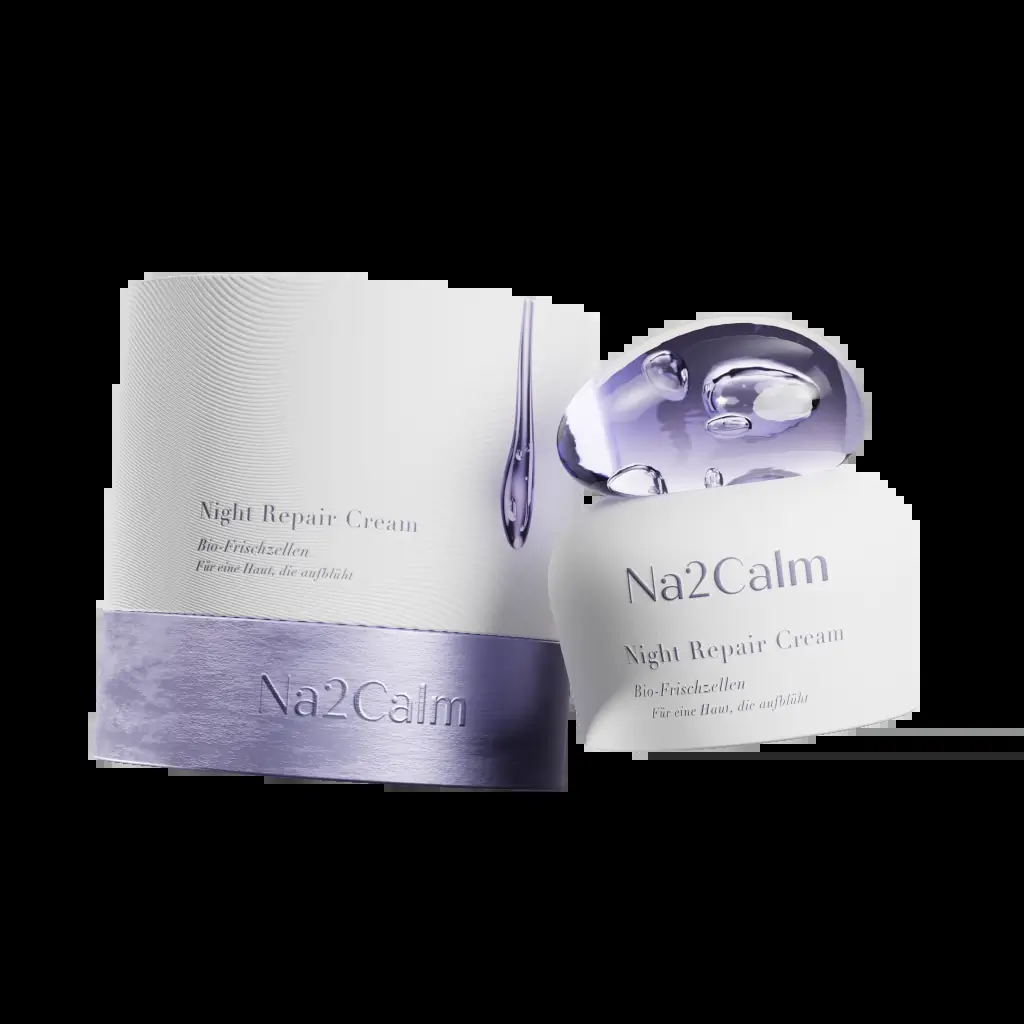 Night Repair Cream
Bio-Frischzellen
Für eine Haut, die aufblüht
Na2Calm
Na2Calm
Night Repair Cream
Bio-Frischzellen
Für eine Haut, die aufblüht